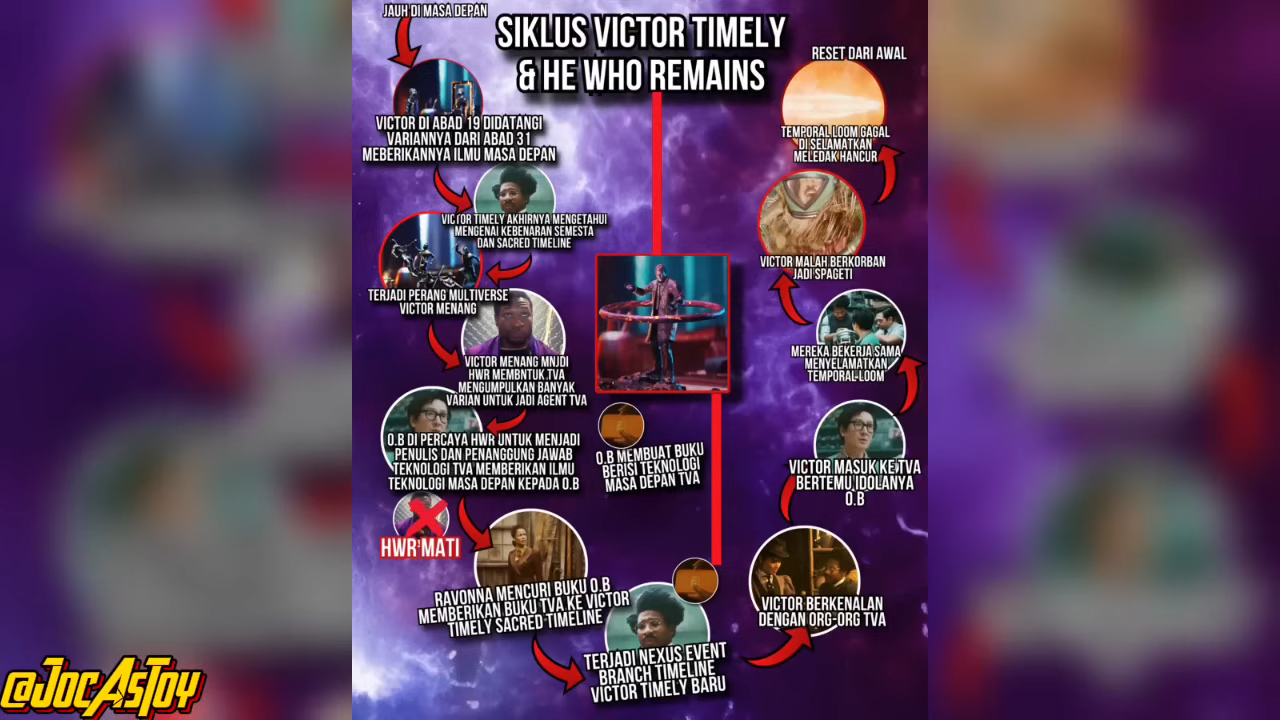 JAUH DI MASA DEPAN
SIKLUS VICTOR TIMELY
& HE WHO REMAINS
RESET DARI AWAL
VICTOR DI ABAD 19 DIDATANGI
VARIANNYA DARI ABAD 31
MEBERIKANNYA ILMU MASA DEPAN
VICTOR TIMELY AKHIRNYA MENGETAHUI
MENGENAI KEBENARAN SEMESTA
DAN SACRED TIMELINE
TERJADI PERANG MULTIVERSE
VICTOR MENANG
VICTOR MENANG MNJDI
HWR MEMBNTUK TVA
MENGUMPULKAN BANYAK
VARIAN UNTUK JADI AGENT TVA
O.B DI PERCAYA HWR UNTUK MENJADI
PENULIS DAN PENANGGUNG JAWAB
TEKNOLOGI TVA MEMBERIKAN ILMU
TEKNOLOGI MASA DEPAN KEPADA O.B
HWR MATI
O.B MEMBUAT BUKU
BERISI TEKNOLOGI
MASA DEPAN TVA
RAVONNA MENCURI BUKU O.B
MEMBERIKAN BUKU TVA KE VICTOR
TIMELY SACRED TIMELINE
TERJADI NEXUS EVENT
BRANCH TIMELINE
VICTOR TIMELY BARU
VICTOR BERKENALAN
DENGAN ORG-ORG TVA
VICTOR MASUK KE TVA
BERTEMU IDOLANYA
O.B
MEREKA BEKERJA SAMA
MENYELAMATKAN
TEMPORAL LOOM
VICTOR MALAH BERKORBAN
JADI SPAGETI
TEMPORAL LOOM GAGAL
DI SELAMATKAN
MELEDAK HANCUR
@JOCASTOY